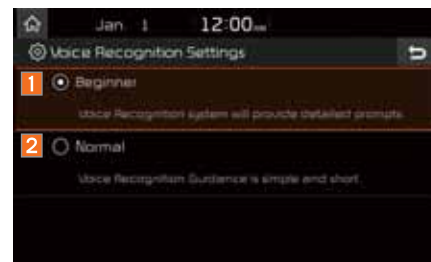 Jan. 1 12:00
Voice Recognition Settings
1 Beginner
Voice Recognition system will provide detailed prompts.
2 Normal
Voice Recognition Guidance is simple and short.